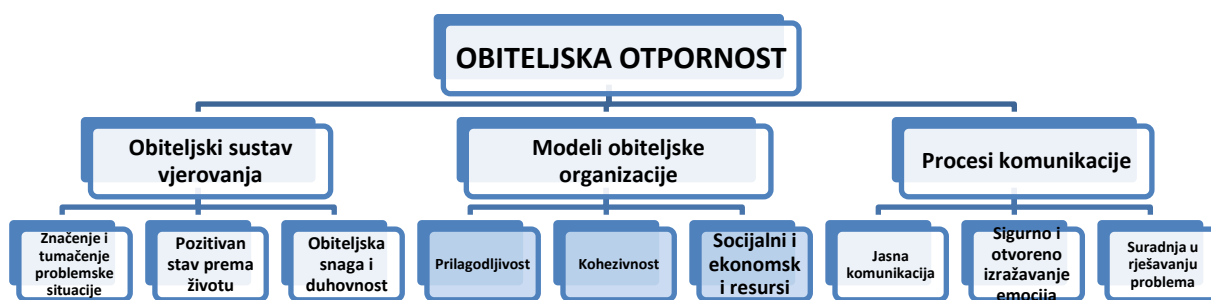 OBITELJSKA OTPORNOST
Obiteljski sustav
vjerovanja
Modeli obiteljske
organizacije
Procesi komunikacije
Značenje i
tumačenje
problemske
situacije
Pozitivan
stav prema
životu
Obiteljska
snaga i
duhovnost
Prilagodljivost
Kohezivnost
Socijalni i
ekonomsk
i resursi
Jasna
komunikacija
Sigurno i
otvoreno
izražavanje
emocija
Suradnja u
rješavanju
problema